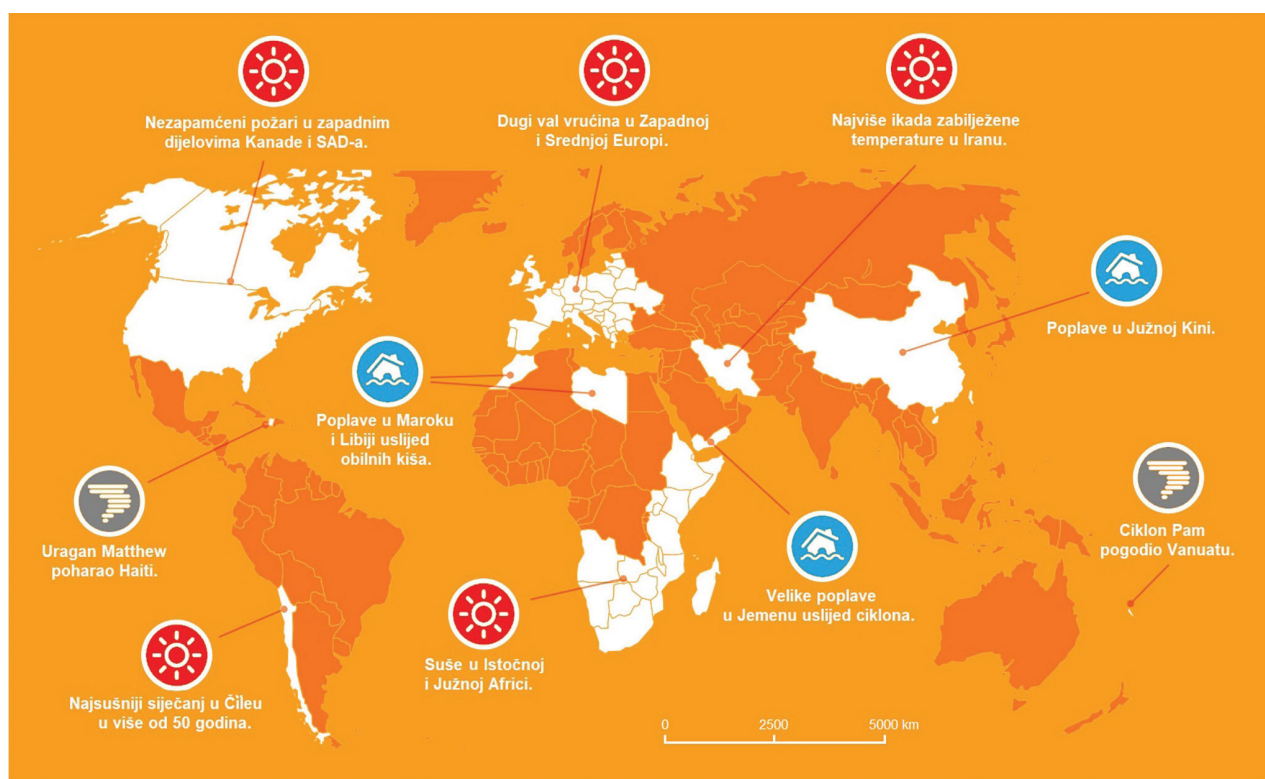 Nezapamćeni požari u zapadnim
dijelovima Kanade i SAD-a.
Dugi val vrućina u Zapadnoj
i Srednjoj Europi.
Najviše ikada zabilježene
temperature u Iranu.
Poplave u Južnoj Kini.
Poplave u Maroku
i Libiji uslijed
obilnih kiša.
Uragan Matthew
poharao Haiti.
Ciklon Pam
pogodio Vanuatu.
Velike poplave
u Jemenu uslijed ciklona.
Suše u Istočnoj
i Južnoj Africi.
Najsušniji siječanj u Čileu
u više od 50 godina.
0 2500 5000 km